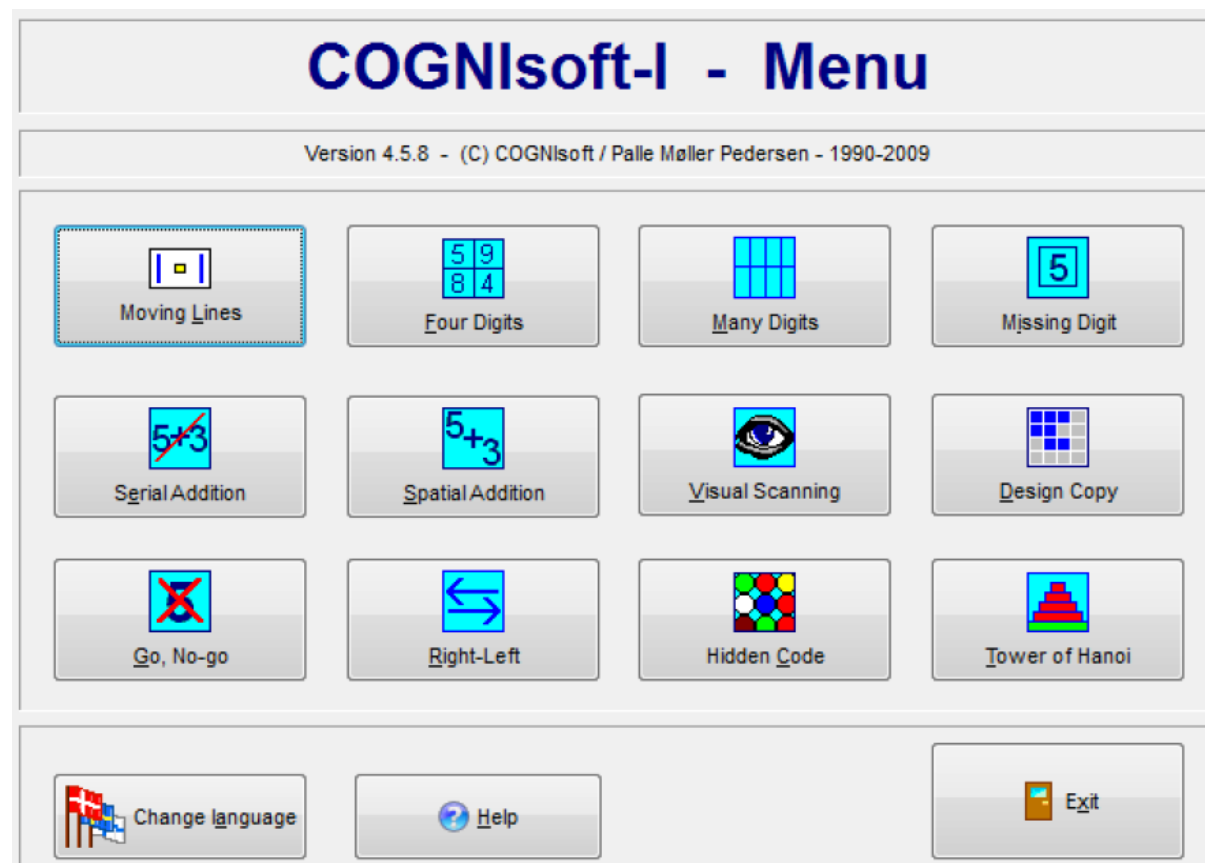 COGNIsoft-I - Menu
Version 4.5.8 - (C) COGNIsoft / Palle Møller Pedersen - 1990-2009
5 9
8 4
5
Moving Lines
Four Digits
Many Digits
Missing Digit
5+3
5+3
Serial Addition
Spatial Addition
Visual Scanning
Design Copy
5
Go, No-go
Right-Left
Hidden Code
Tower of Hanoi
Change language
Help
Exit